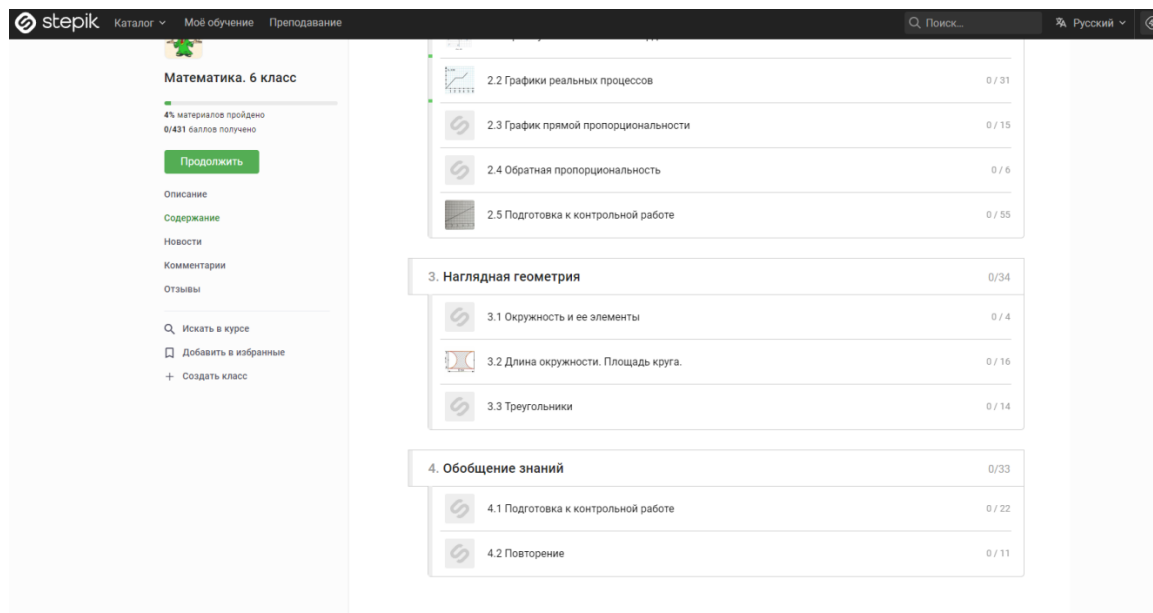 stepik Каталог Моё обучение Преподавание Поиск... Русский
Математика. 6 класс
4% материалов пройдено
0/431 баллов получено
Продолжить
Описание
Содержание
Новости
Комментарии
Отзывы
Искать в курсе
Добавить в избранные
Создать класс
2.2 Графики реальных процессов 0 / 31
2.3 График прямой пропорциональности 0 / 15
2.4 Обратная пропорциональность 0 / 6
2.5 Подготовка к контрольной работе 0 / 55
3. Наглядная геометрия 0/34
3.1 Окружность и ее элементы 0 / 4
3.2 Длина окружности. Площадь круга. 0 / 16
3.3 Треугольники 0 / 14
4. Обобщение знаний 0/33
4.1 Подготовка к контрольной работе 0 / 22
4.2 Повторение 0 / 11